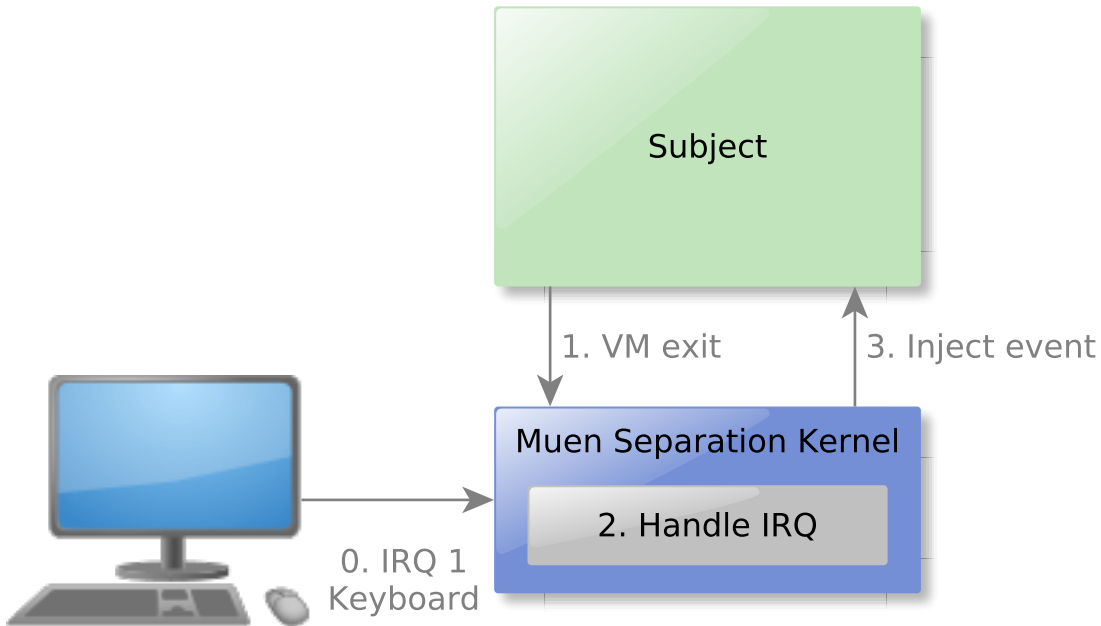 Subject
1. VM exit
3. Inject event
Muen Separation Kernel
2. Handle IRQ
0. IRQ 1
Keyboard